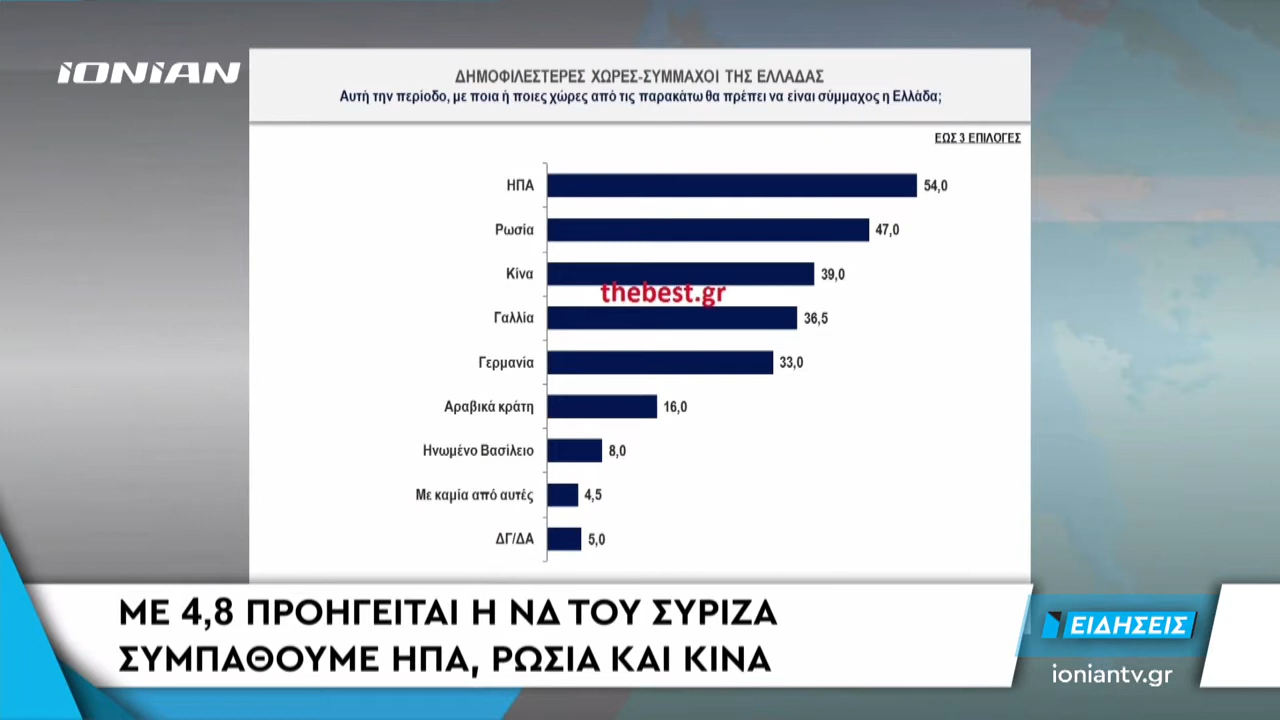 IONIAN
ΔΗΜΟΦΙΛΕΣΤΕΡΕΣ ΧΩΡΕΣ-ΣΥΜΜΑΧΟΙ ΤΗΣ ΕΛΛΑΔΑΣ
Αυτή την περίοδο, με ποια ή ποιες χώρες από τις παρακάτω θα πρέπει να είναι σύμμαχος η Ελλάδα;
ΕΩΣ 3 ΕΠΙΛΟΓΕΣ
ΗΠΑ 54,0
Ρωσία 47,0
Κίνα 39,0
thebest.gr
Γαλλία 36,5
Γερμανία 33,0
Αραβικά κράτη 16,0
Ηνωμένο Βασίλειο 8,0
Με καμία από αυτές 4,5
ΔΓ/ΔΑ 5,0
ΜΕ 4,8 ΠΡΟΗΓΕΙΤΑΙ Η ΝΔ ΤΟΥ ΣΥΡΙΖΑ
ΣΥΜΠΑΘΟΥΜΕ ΗΠΑ, ΡΩΣΙΑ ΚΑΙ ΚΙΝΑ
ΕΙΔΗΣΕΙΣ
ioniantv.gr